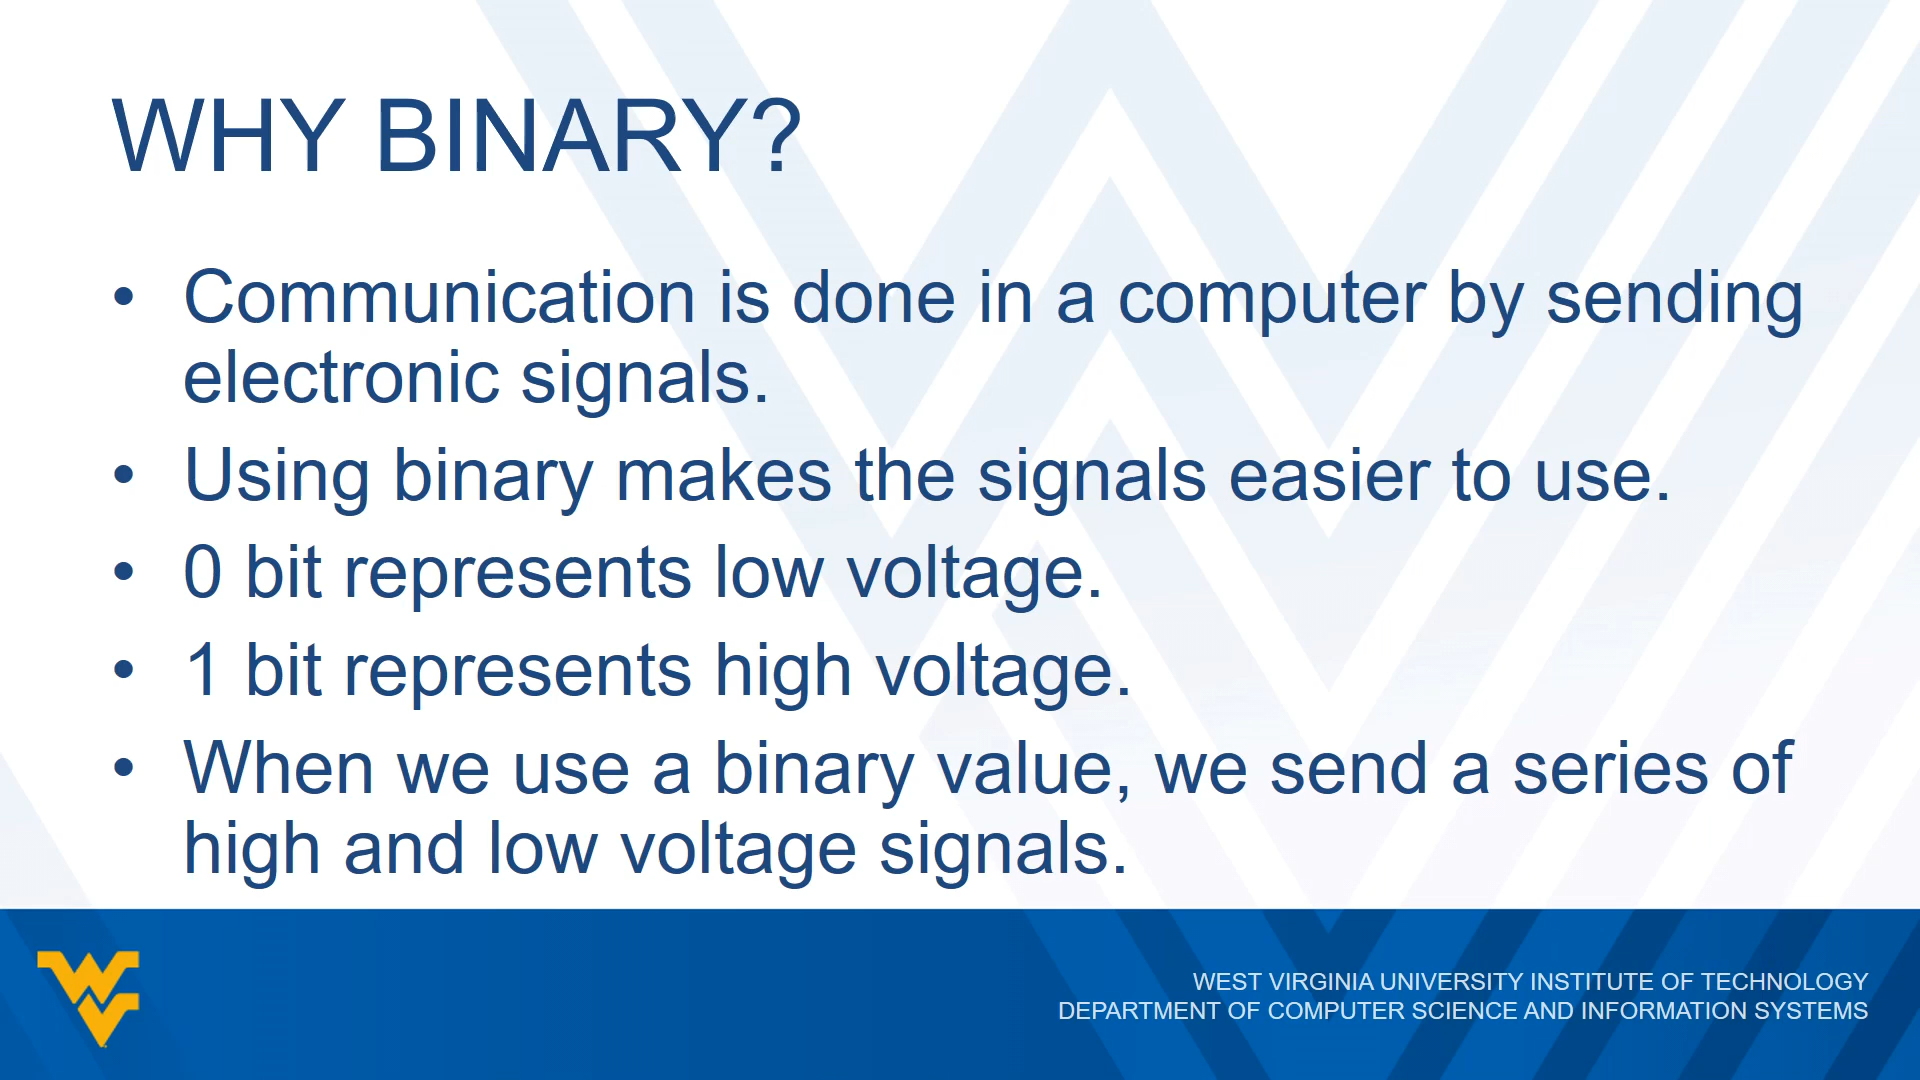 WHY BINARY?
• Communication is done in a computer by sending
electronic signals.
• Using binary makes the signals easier to use.
• 0 bit represents low voltage.
• 1 bit represents high voltage.
• When we use a binary value, we send a series of
high and low voltage signals.
WEST VIRGINIA UNIVERSITY INSTITUTE OF TECHNOLOGY
DEPARTMENT OF COMPUTER SCIENCE AND INFORMATION SYSTEMS